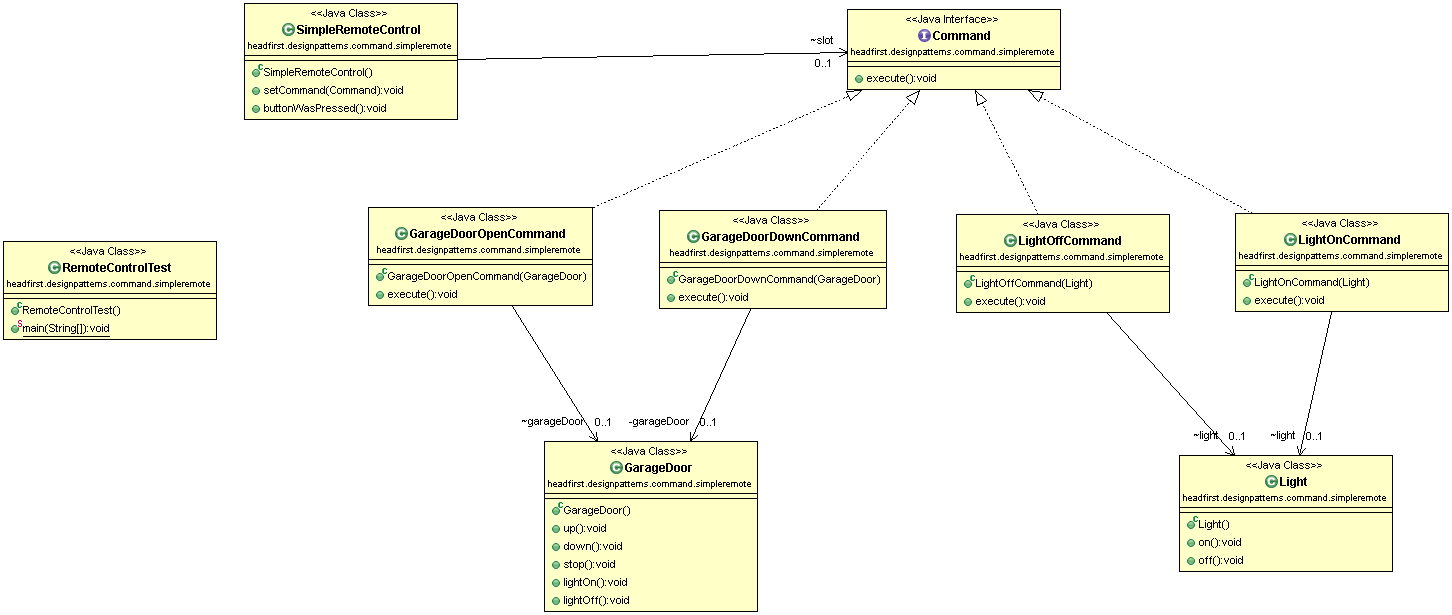 <<Java Class>>
SimpleRemoteControl
headfirst.designpatterns.command.simpleremote
SimpleRemoteControl()
setCommand(Command):void
buttonWasPressed():void
~slot
0..1
<<Java Interface>>
Command
headfirst.designpatterns.command.simpleremote
execute():void
<<Java Class>>
RemoteControlTest
headfirst.designpatterns.command.simpleremote
RemoteControlTest()
main(String[]):void
<<Java Class>>
GarageDoorOpenCommand
headfirst.designpatterns.command.simpleremote
GarageDoorOpenCommand(GarageDoor)
execute():void
<<Java Class>>
GarageDoorDownCommand
headfirst.designpatterns.command.simpleremote
GarageDoorDownCommand(GarageDoor)
execute():void
<<Java Class>>
LightOffCommand
headfirst.designpatterns.command.simpleremote
LightOffCommand(Light)
execute():void
<<Java Class>>
LightOnCommand
headfirst.designpatterns.command.simpleremote
LightOnCommand(Light)
execute():void
~garageDoor 0..1
-garageDoor 0..1
~light 0..1
~light 0..1
<<Java Class>>
GarageDoor
headfirst.designpatterns.command.simpleremote
GarageDoor()
up():void
down():void
stop():void
lightOn():void
lightOff():void
<<Java Class>>
Light
headfirst.designpatterns.command.simpleremote
Light()
on():void
off():void